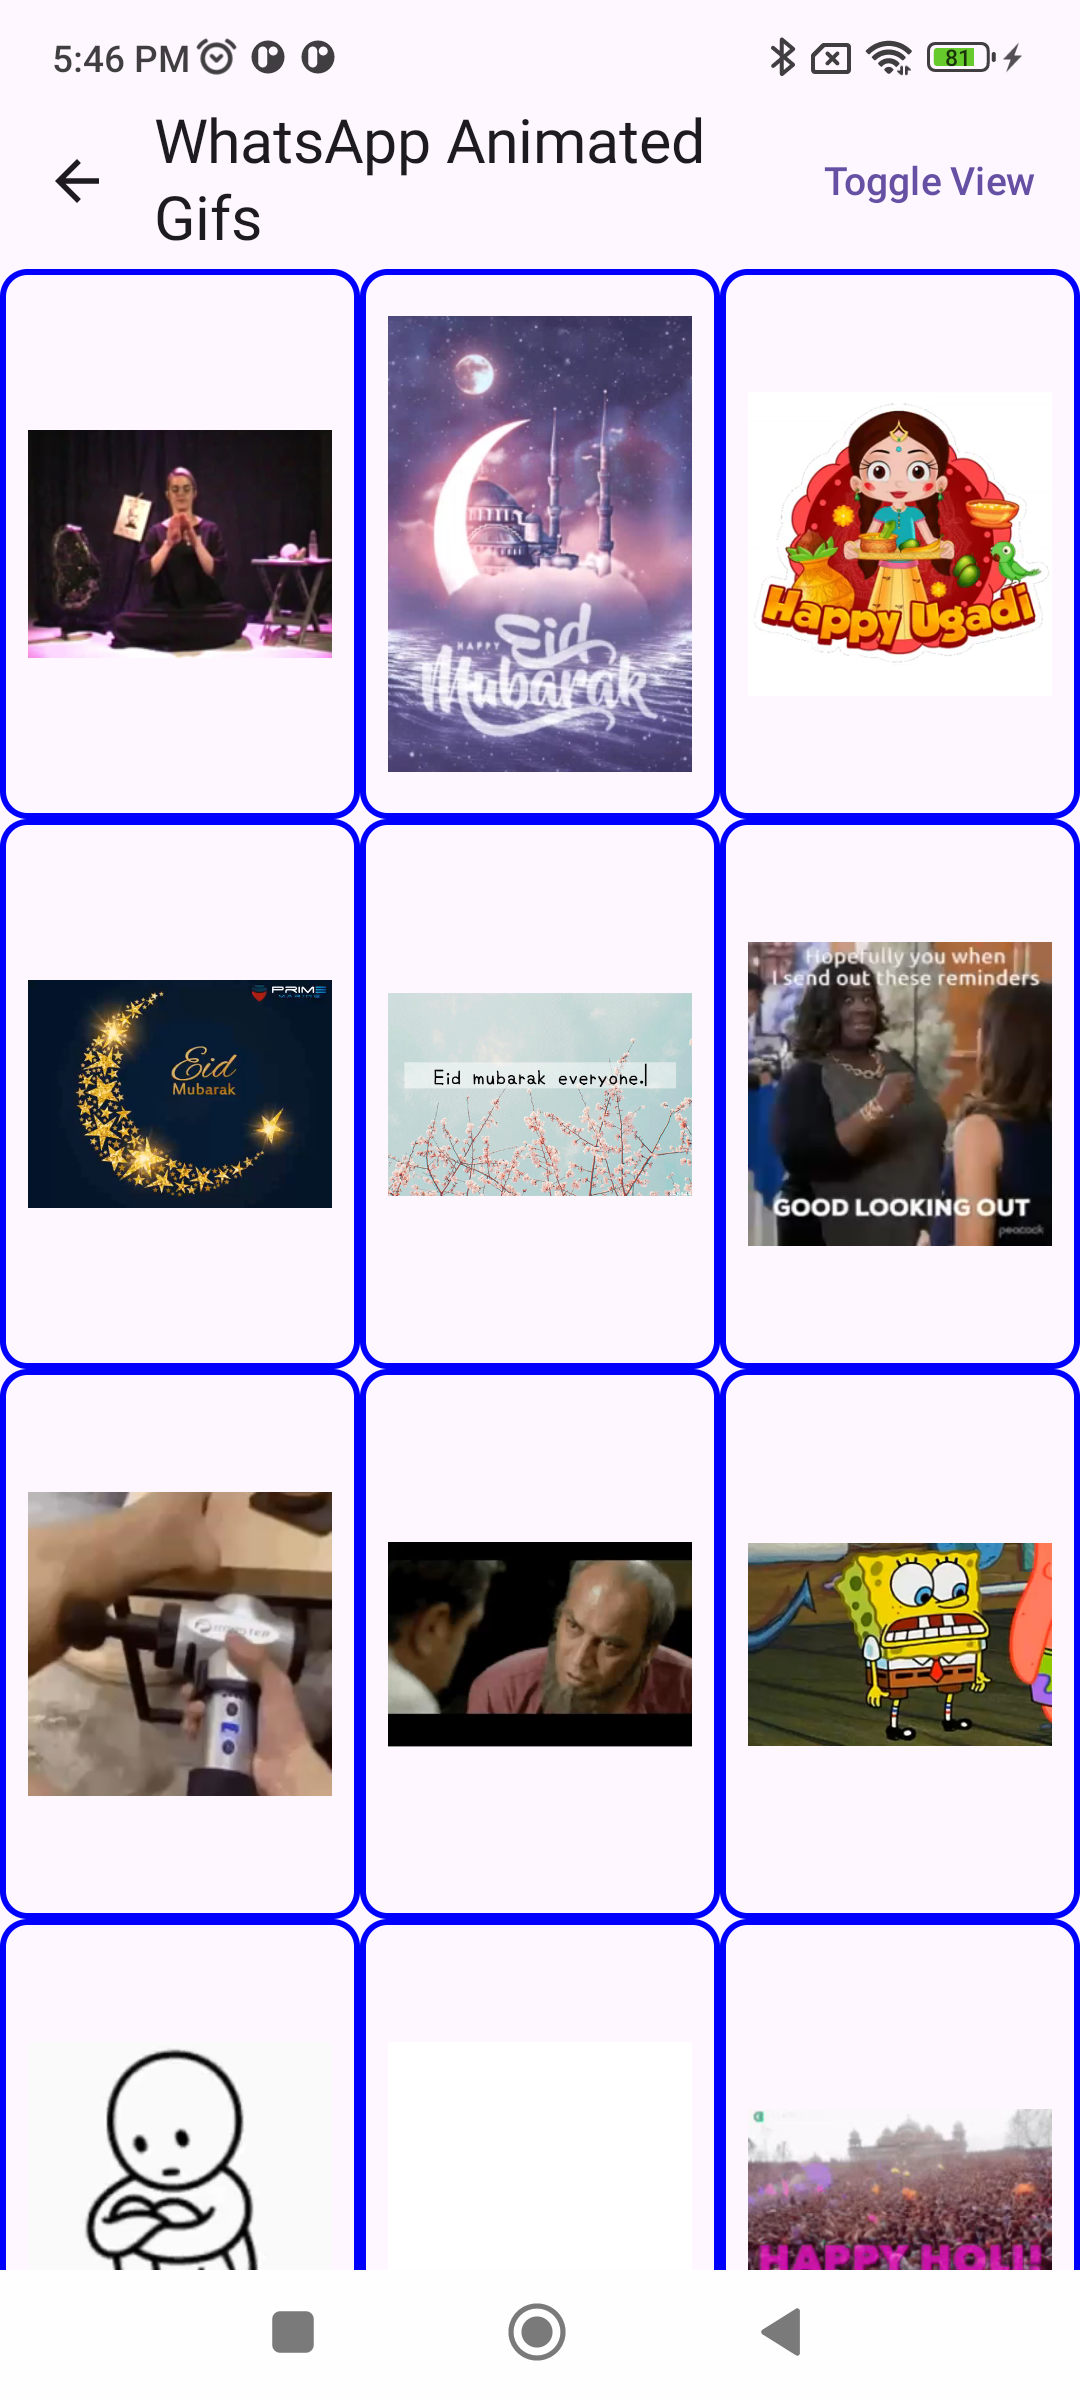 5:46 PM
81
WhatsApp Animated
Gifs
Toggle View
HAPPY Eid
Mubarak
Happy Ugadi
PRIME
MARINE
Eid
Mubarak
Eid mubarak everyone.
Hopefully you when
I send out these reminders
GOOD LOOKING OUT
peacock
HAPPY HOLI!